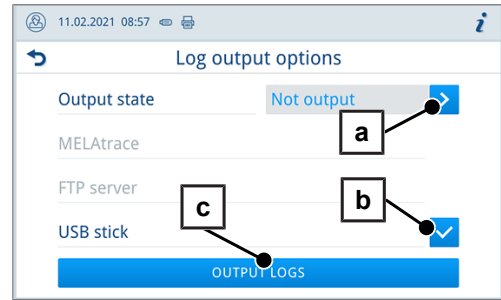 11.02.2021 08:57 i
Log output options
Output state Not output
a
MELAtrace
FTP server
b
c
USB stick
OUTPUT LOGS